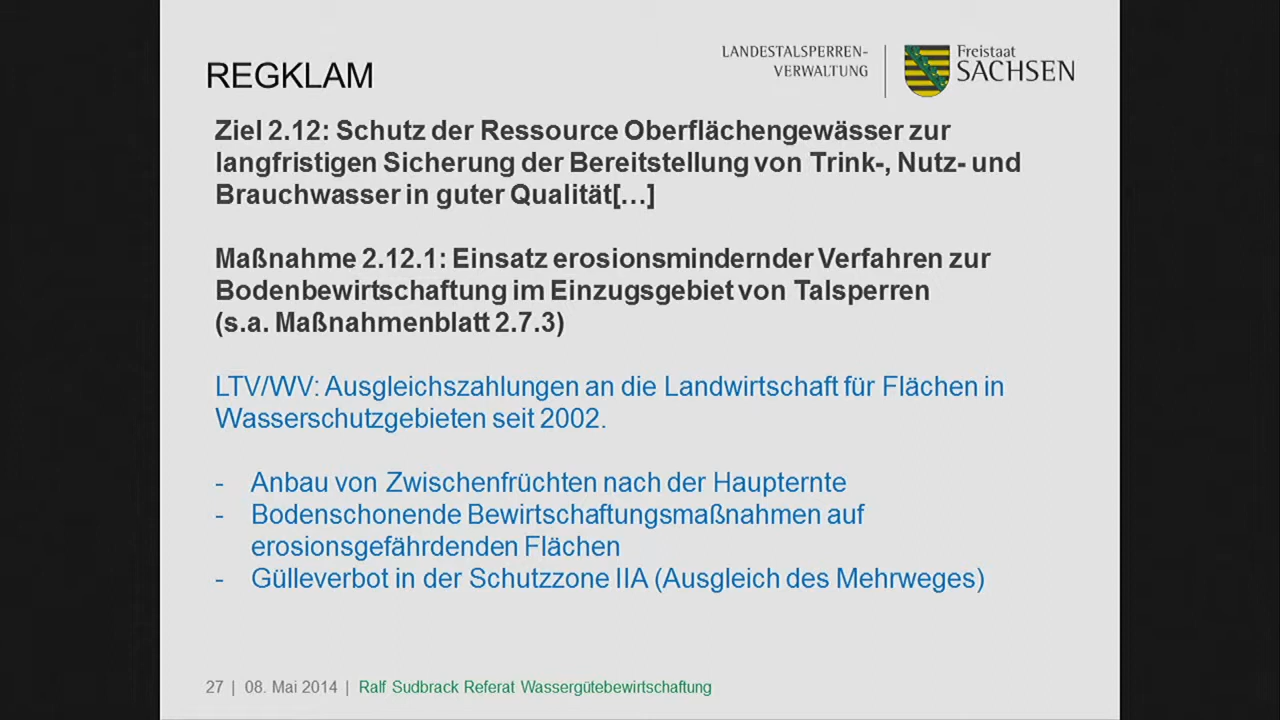 REGKLAM
LANDESTALSPERREN-
VERWALTUNG
Freistaat
SACHSEN
Ziel 2.12: Schutz der Ressource Oberflächengewässer zur
langfristigen Sicherung der Bereitstellung von Trink-, Nutz- und
Brauchwasser in guter Qualität[…]
Maßnahme 2.12.1: Einsatz erosionsmindernder Verfahren zur
Bodenbewirtschaftung im Einzugsgebiet von Talsperren
(s.a. Maßnahmenblatt 2.7.3)
LTV/WV: Ausgleichszahlungen an die Landwirtschaft für Flächen in
Wasserschutzgebieten seit 2002.
- Anbau von Zwischenfrüchten nach der Haupternte
- Bodenschonende Bewirtschaftungsmaßnahmen auf
erosionsgefährdenden Flächen
- Gülleverbot in der Schutzzone IIA (Ausgleich des Mehrweges)
27 | 08. Mai 2014 | Ralf Sudbrack Referat Wassergütebewirtschaftung